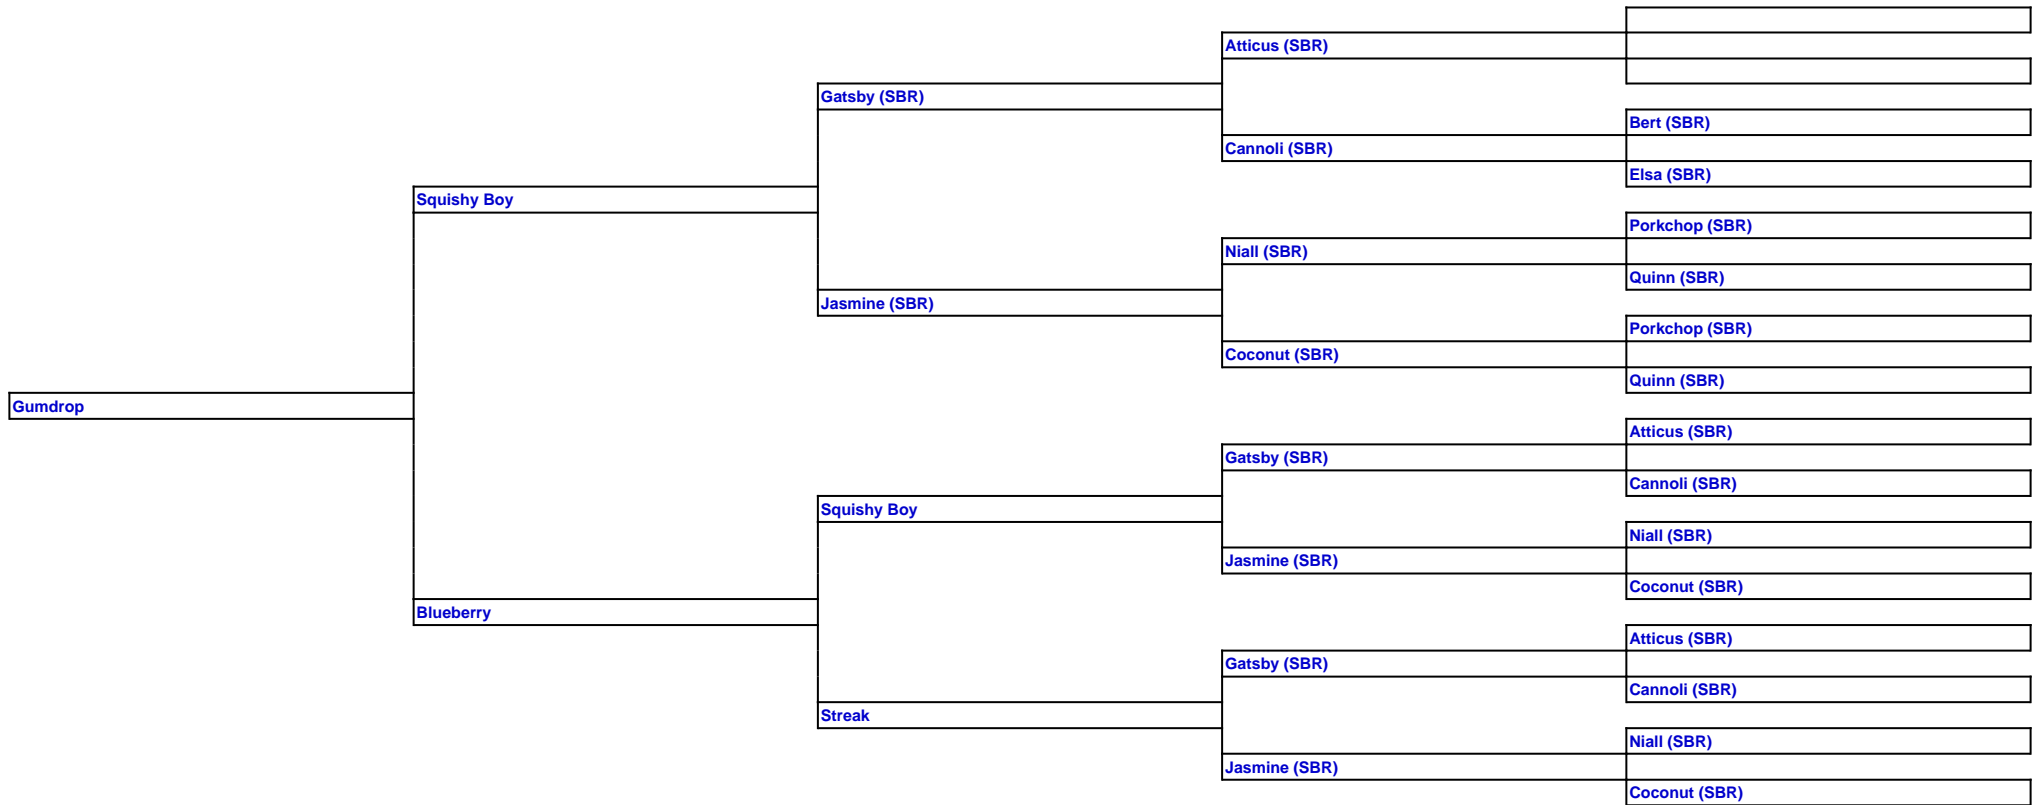 Atticus (SBR)
Gatsby (SBR)
Bert (SBR)
Cannoli (SBR)
Elsa (SBR)
Squishy Boy
Porkchop (SBR)
Niall (SBR)
Quinn (SBR)
Jasmine (SBR)
Porkchop (SBR)
Coconut (SBR)
Quinn (SBR)
Gumdrop
Atticus (SBR)
Gatsby (SBR)
Cannoli (SBR)
Squishy Boy
Niall (SBR)
Jasmine (SBR)
Coconut (SBR)
Blueberry
Atticus (SBR)
Gatsby (SBR)
Cannoli (SBR)
Streak
Niall (SBR)
Jasmine (SBR)
Coconut (SBR)